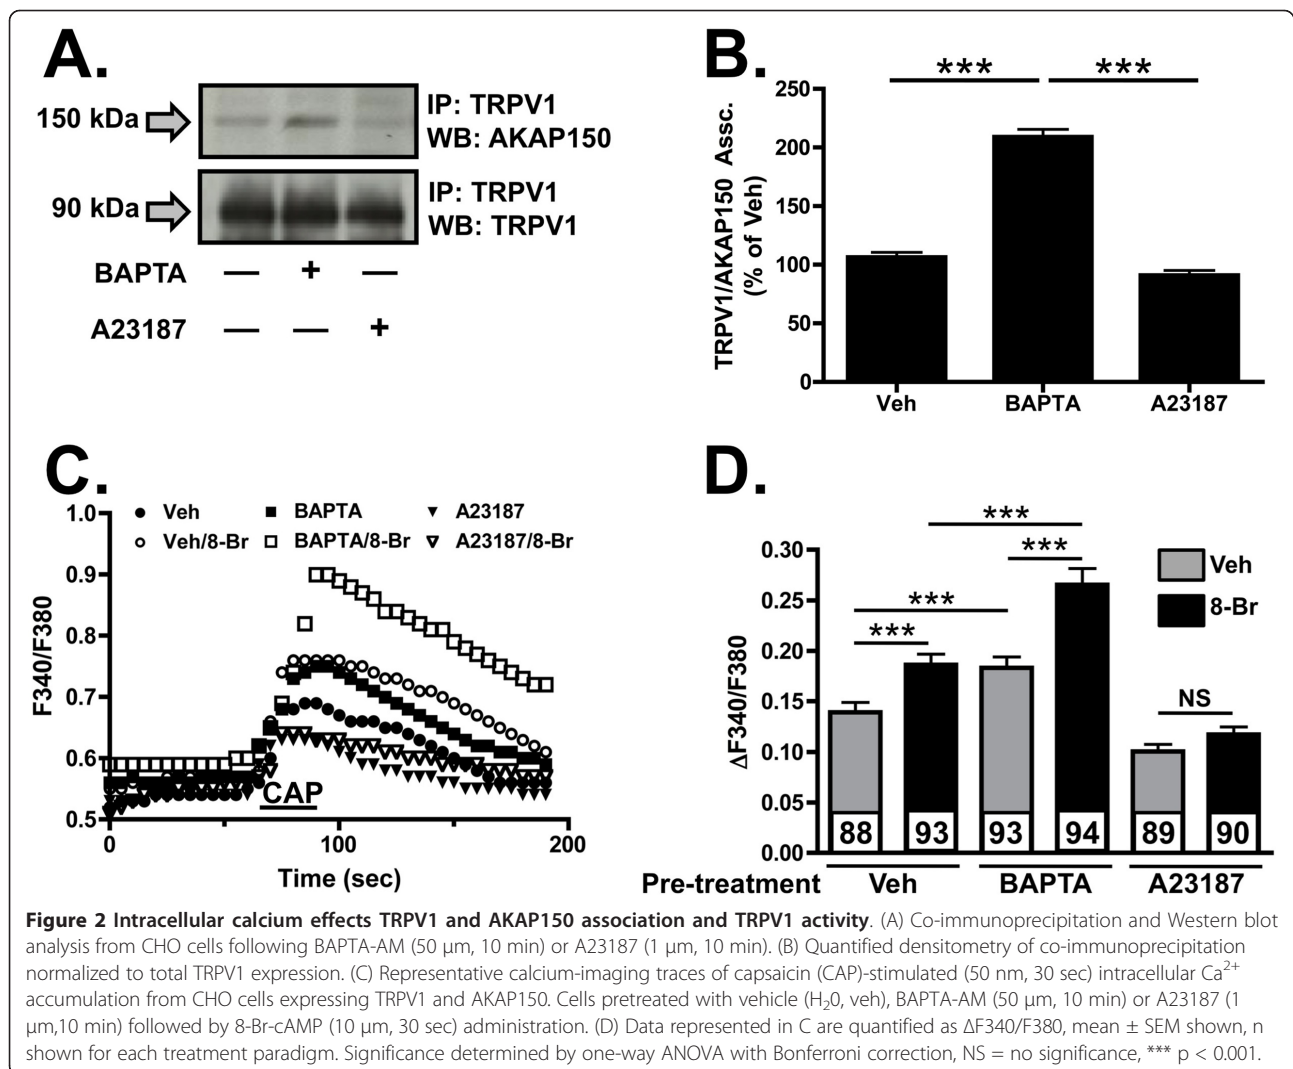 A.
150 kDa
IP: TRPV1
WB: AKAP150
90 kDa
IP: TRPV1
WB: TRPV1
BAPTA — + —
A23187 — — +
B.
*** ***
TRPV1/AKAP150 Assc.
(% of Veh)
250
200
150
100
50
0
Veh BAPTA A23187
C.
Veh BAPTA A23187
Veh/8-Br BAPTA/8-Br A23187/8-Br
F340/F380
1.0
0.9
0.8
0.7
0.6
0.5
CAP
0 100 200
Time (sec)
D.
***
***
***
***
NS
Veh
8-Br
ΔF340/F380
0.30
0.25
0.20
0.15
0.10
0.05
0.00
88 93 93 94 89 90
Pre-treatment Veh BAPTA A23187
Figure 2 Intracellular calcium effects TRPV1 and AKAP150 association and TRPV1 activity. (A) Co-immunoprecipitation and Western blot
analysis from CHO cells following BAPTA-AM (50 μm, 10 min) or A23187 (1 μm, 10 min). (B) Quantified densitometry of co-immunoprecipitation
normalized to total TRPV1 expression. (C) Representative calcium-imaging traces of capsaicin (CAP)-stimulated (50 nm, 30 sec) intracellular Ca²⁺
accumulation from CHO cells expressing TRPV1 and AKAP150. Cells pretreated with vehicle (H₂0, veh), BAPTA-AM (50 μm, 10 min) or A23187 (1
μm,10 min) followed by 8-Br-cAMP (10 μm, 30 sec) administration. (D) Data represented in C are quantified as ΔF340/F380, mean ± SEM shown, n
shown for each treatment paradigm. Significance determined by one-way ANOVA with Bonferroni correction, NS = no significance, *** p < 0.001.